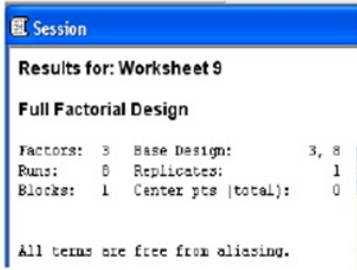 Session
Results for: Worksheet 9
Full Factorial Design
Factors: 3 Base Design: 3, 8
Runs: 8 Replicates: 1
Blocks: 1 Center pts (total): 0
All terms are free from aliasing.